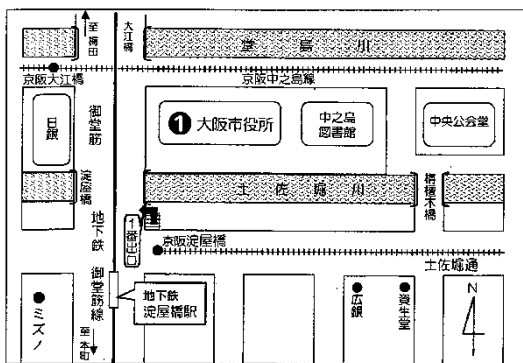 至梅田
大江橋
堂島川
京阪大江橋
京阪中之島線
御堂筋
日銀
❶大阪市役所
中之島
図書館
中央公会堂
淀屋橋
土佐堀川
栴檀木橋
地下鉄
御堂筋線
1番出口
京阪淀屋橋
土佐堀通
地下鉄
淀屋橋駅
ミズノ
至本町
広銀
資生堂
N